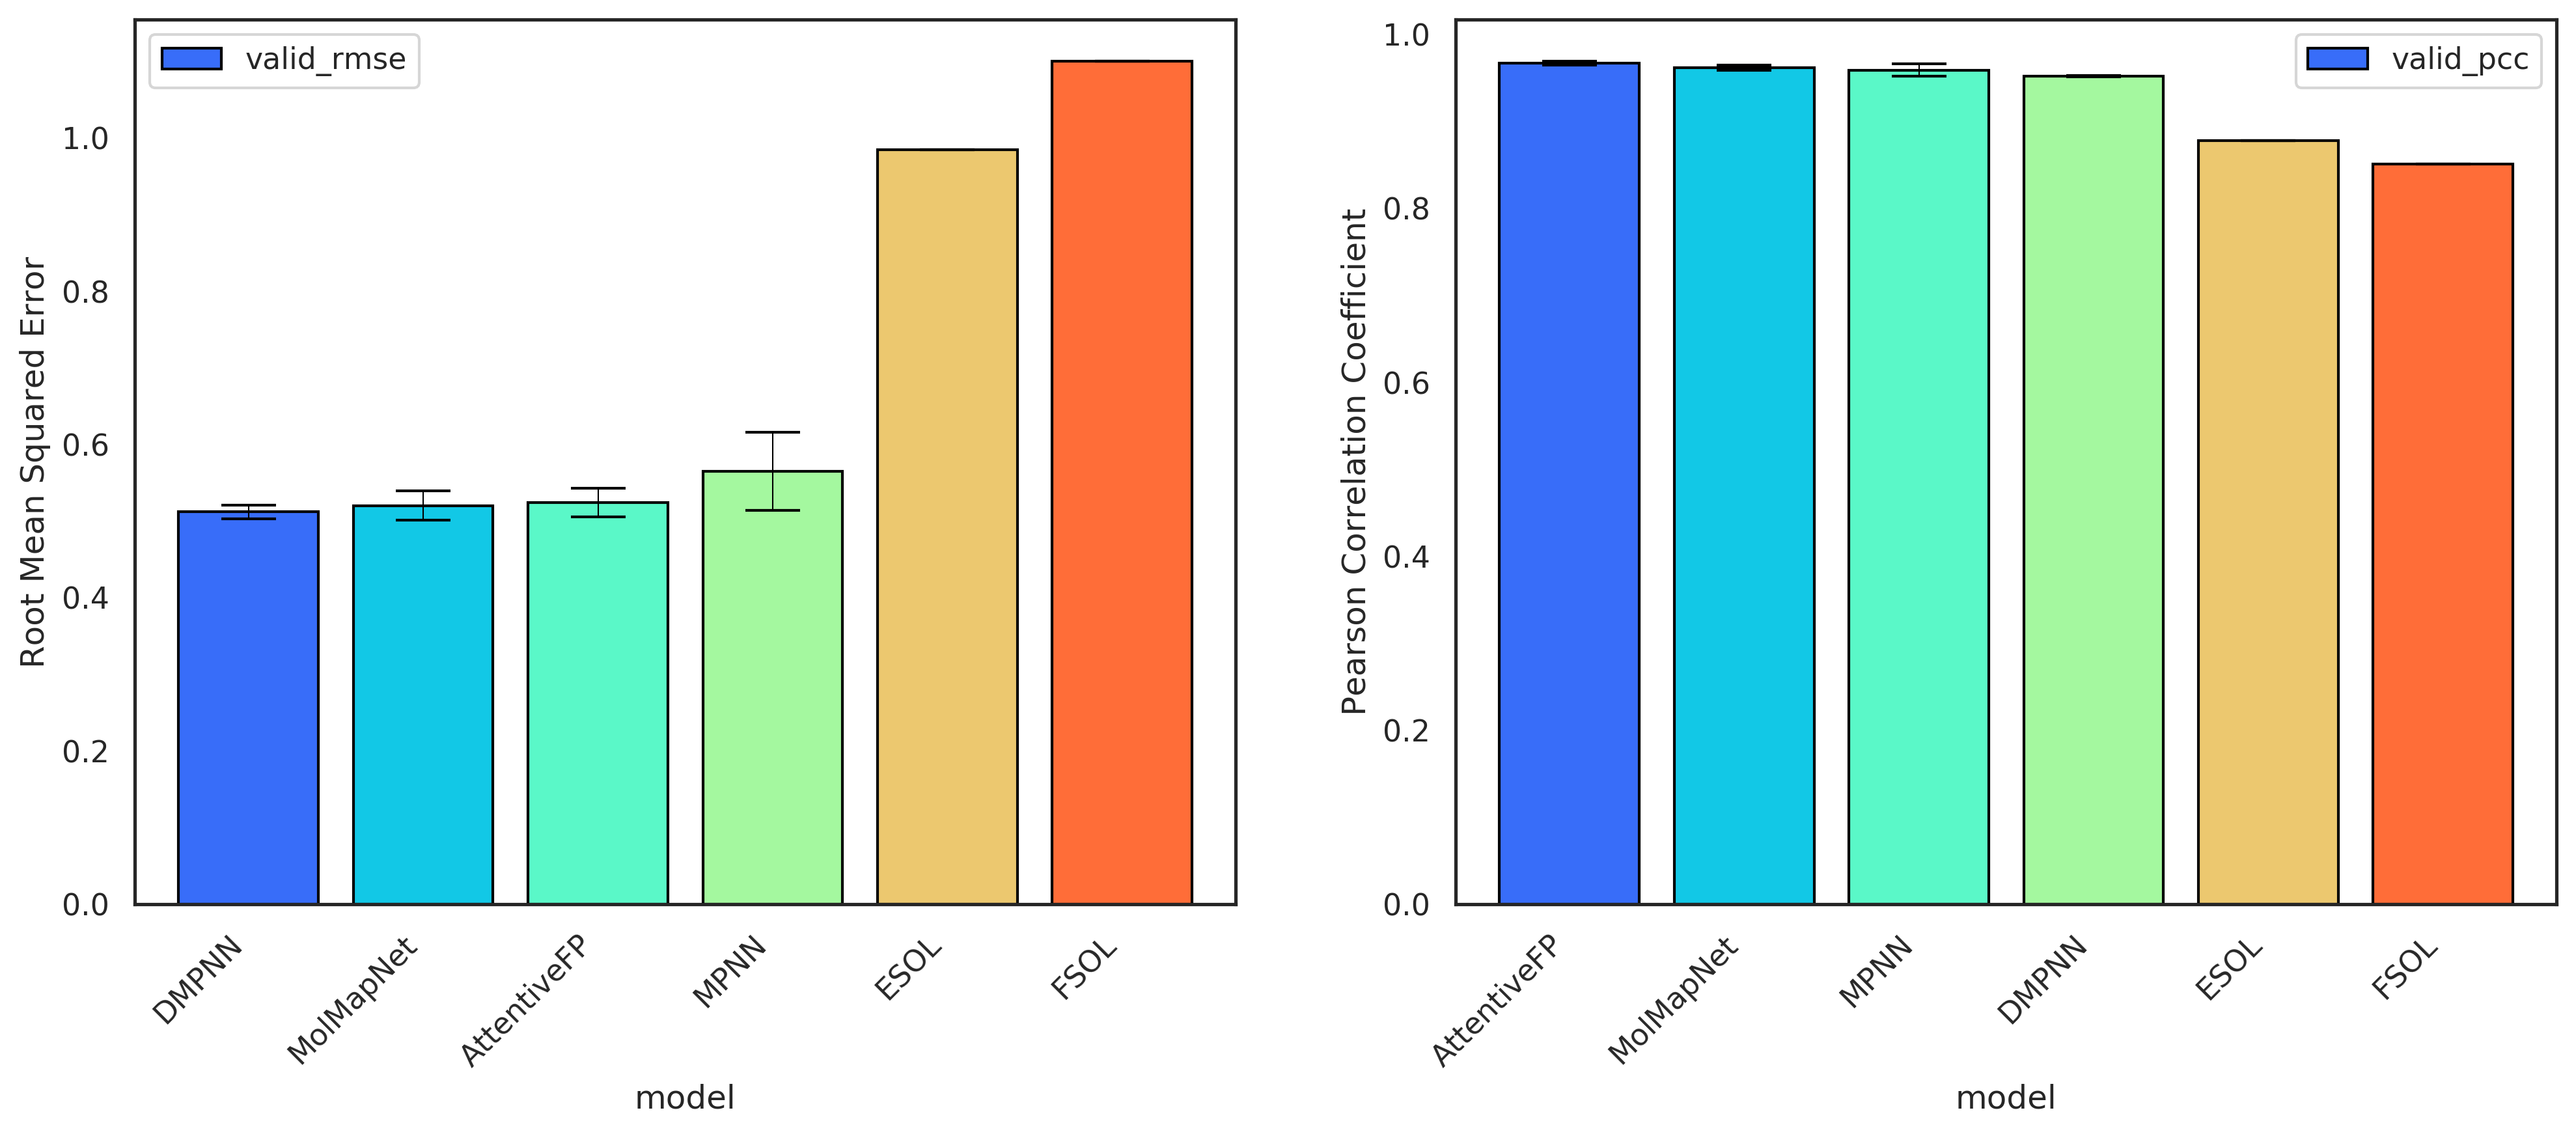 valid_rmse
Root Mean Squared Error
1.0
0.8
0.6
0.4
0.2
0.0
DMPNN
MolMapNet
AttentiveFP
MPNN
ESOL
FSOL
model
valid_pcc
Pearson Correlation Coefficient
1.0
0.8
0.6
0.4
0.2
0.0
AttentiveFP
MolMapNet
MPNN
DMPNN
ESOL
FSOL
model